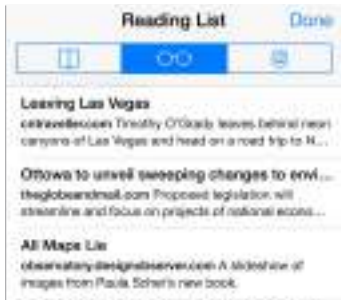 Reading List Done
Leaving Las Vegas
cntraveller.com Timothy O'Grady leaves behind neon
canyons of Las Vegas and head on a road trip to N...
Ottowa to unveil sweeping changes to envi...
theglobeandmail.com Proposed legislation will
streamline and focus on projects of national econo...
All Maps Lie
observatory.designobserver.com A slideshow of
images from Paula Scher's new book.